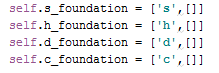 self.s_foundation = ['s',[]]
self.h_foundation = ['h',[]]
self.d_foundation = ['d',[]]
self.c_foundation = ['c',[]]